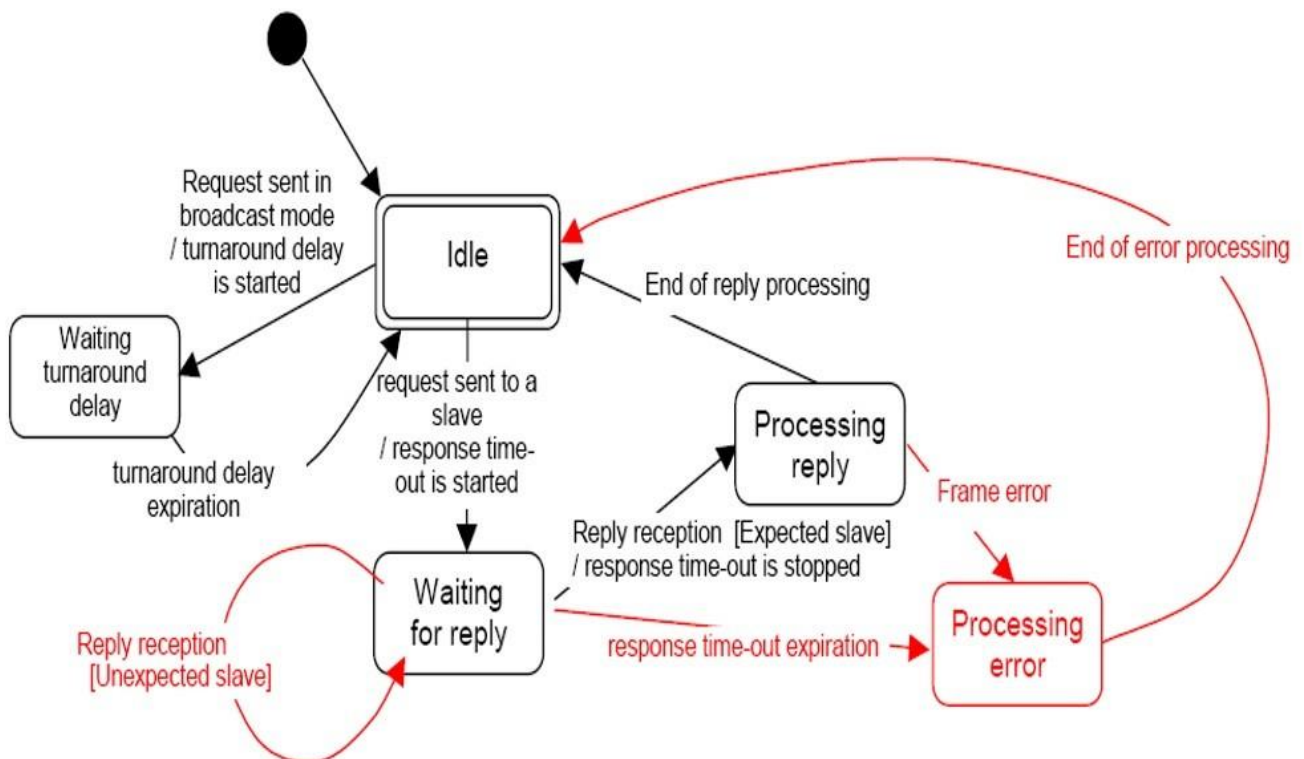 Request sent in
broadcast mode
/ turnaround delay
is started
Idle
End of error processing
End of reply processing
Waiting
turnaround
delay
request sent to a
slave
/ response time-
out is started
Processing
reply
turnaround delay
expiration
Frame error
Reply reception [Expected slave]
/ response time-out is stopped
Waiting
for reply
Reply reception
[Unexpected slave]
response time-out expiration
Processing
error